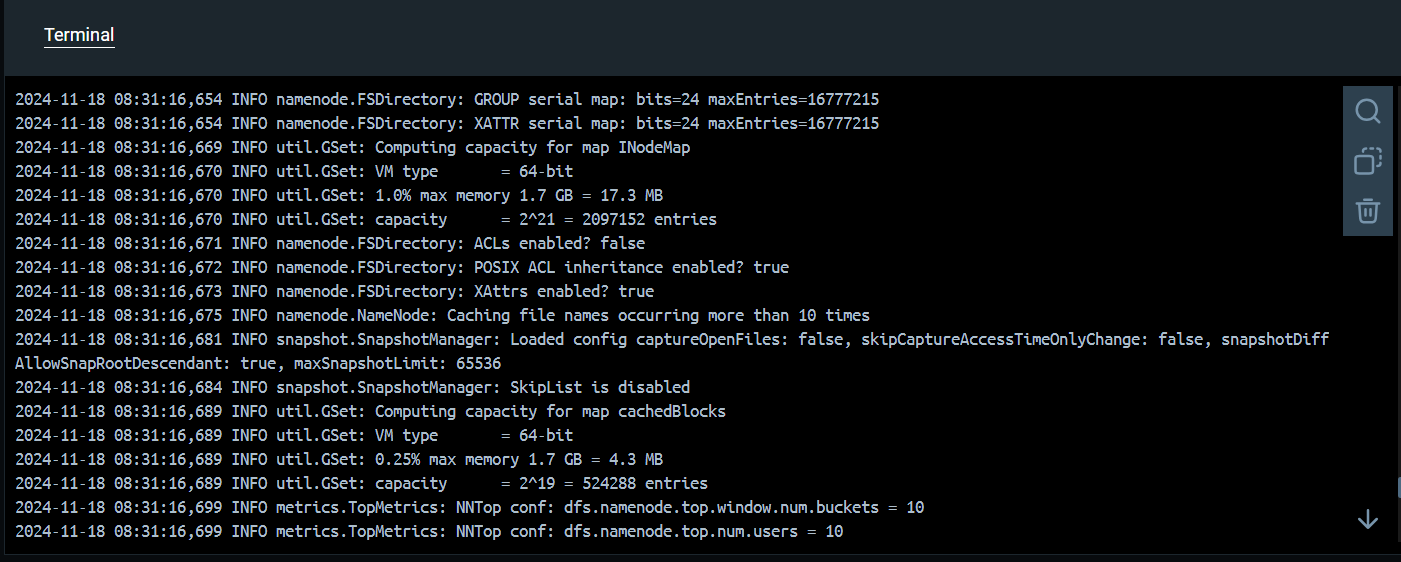 Terminal
2024-11-18 08:31:16,654 INFO namenode.FSDirectory: GROUP serial map: bits=24 maxEntries=16777215
2024-11-18 08:31:16,654 INFO namenode.FSDirectory: XATTR serial map: bits=24 maxEntries=16777215
2024-11-18 08:31:16,669 INFO util.GSet: Computing capacity for map INodeMap
2024-11-18 08:31:16,670 INFO util.GSet: VM type       = 64-bit
2024-11-18 08:31:16,670 INFO util.GSet: 1.0% max memory 1.7 GB = 17.3 MB
2024-11-18 08:31:16,670 INFO util.GSet: capacity      = 2^21 = 2097152 entries
2024-11-18 08:31:16,671 INFO namenode.FSDirectory: ACLs enabled? false
2024-11-18 08:31:16,672 INFO namenode.FSDirectory: POSIX ACL inheritance enabled? true
2024-11-18 08:31:16,673 INFO namenode.FSDirectory: XAttrs enabled? true
2024-11-18 08:31:16,675 INFO namenode.NameNode: Caching file names occurring more than 10 times
2024-11-18 08:31:16,681 INFO snapshot.SnapshotManager: Loaded config captureOpenFiles: false, skipCaptureAccessTimeOnlyChange: false, snapshotDiff
AllowSnapRootDescendant: true, maxSnapshotLimit: 65536
2024-11-18 08:31:16,684 INFO snapshot.SnapshotManager: SkipList is disabled
2024-11-18 08:31:16,689 INFO util.GSet: Computing capacity for map cachedBlocks
2024-11-18 08:31:16,689 INFO util.GSet: VM type       = 64-bit
2024-11-18 08:31:16,689 INFO util.GSet: 0.25% max memory 1.7 GB = 4.3 MB
2024-11-18 08:31:16,689 INFO util.GSet: capacity      = 2^19 = 524288 entries
2024-11-18 08:31:16,699 INFO metrics.TopMetrics: NNTop conf: dfs.namenode.top.window.num.buckets = 10
2024-11-18 08:31:16,699 INFO metrics.TopMetrics: NNTop conf: dfs.namenode.top.num.users = 10